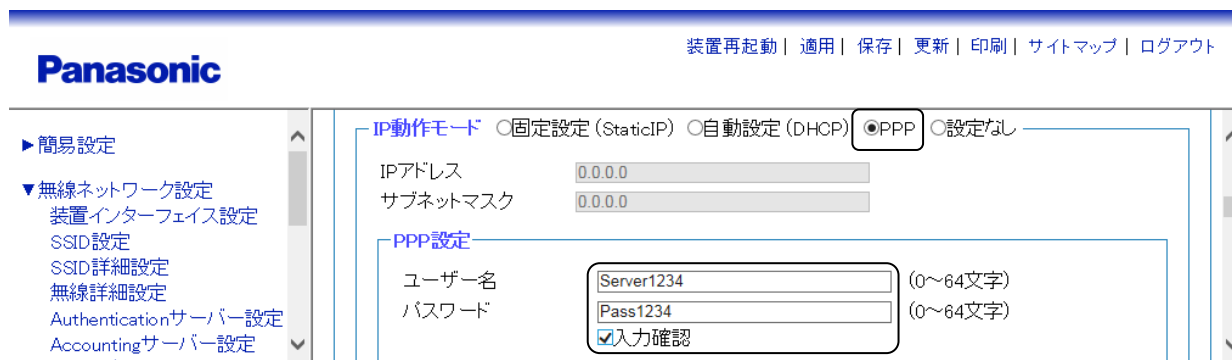 装置再起動| 適用| 保存| 更新| 印刷| サイトマップ| ログアウト
Panasonic
▶簡易設定
▼無線ネットワーク設定
装置インターフェイス設定
SSID設定
SSID詳細設定
無線詳細設定
Authenticationサーバー設定
Accountingサーバー設定
IP動作モード ○固定設定(StaticIP) ○自動設定(DHCP) ◉PPP ○設定なし
IPアドレス 0.0.0.0
サブネットマスク 0.0.0.0
PPP設定
ユーザー名 Server1234 (0～64文字)
パスワード Pass1234 (0～64文字)
☑入力確認